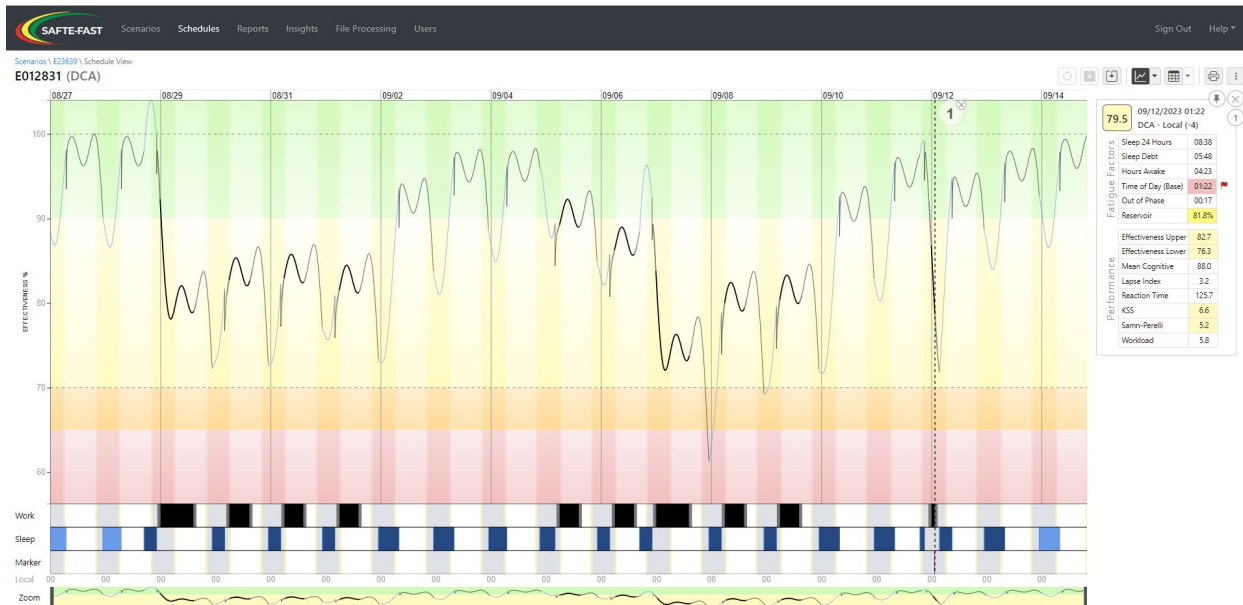 SAFTE-FAST Scenarios Schedules Reports Insights File Processing Users Sign Out Help
Scenarios \ E23639 \ Schedule View
E012831 (DCA)
08/27 08/29 08/31 09/02 09/04 09/06 09/08 09/10 09/12 09/14
1
100
90
80
70
60
EFFECTIVENESS %
Work
Sleep
Marker
Local 00 00 00 00 00 00 00 00 00 00 00 00 00 00 00 00 00 00 00
Zoom
1
79.5
09/12/2023 01:22
DCA - Local (-4)
Fatigue Factors
Sleep 24 Hours 08:38
Sleep Debt 05:48
Hours Awake 04:23
Time of Day (Base) 01:22
Out of Phase 00:17
Reservoir 81.8%
Performance
Effectiveness Upper 82.7
Effectiveness Lower 76.3
Mean Cognitive 88.0
Lapse Index 3.2
Reaction Time 125.7
KSS 6.6
Samn-Perelli 5.2
Workload 5.8